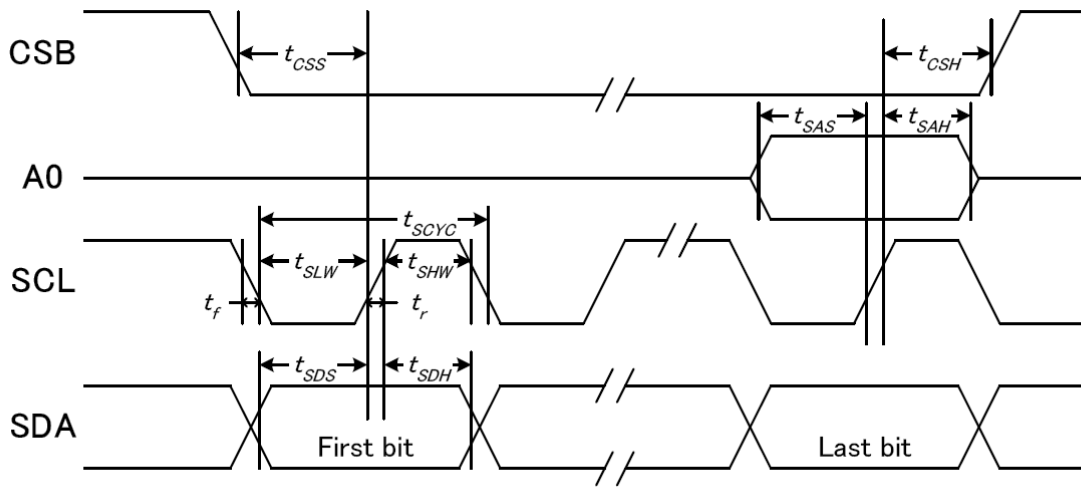 CSB
tCSS
tCSH
tSAS
tSAH
A0
tSCYC
SCL
tSLW
tSHW
tf
tr
tSDS
tSDH
SDA
First bit
Last bit